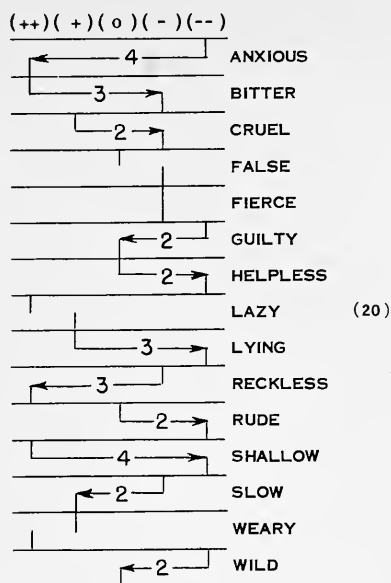 (++)(+)(o)(-)(--)
4 ANXIOUS
3 BITTER
2 CRUEL
FALSE
FIERCE
2 GUILTY
2 HELPLESS
LAZY (20)
3 LYING
3 RECKLESS
2 RUDE
4 SHALLOW
2 SLOW
WEARY
2 WILD